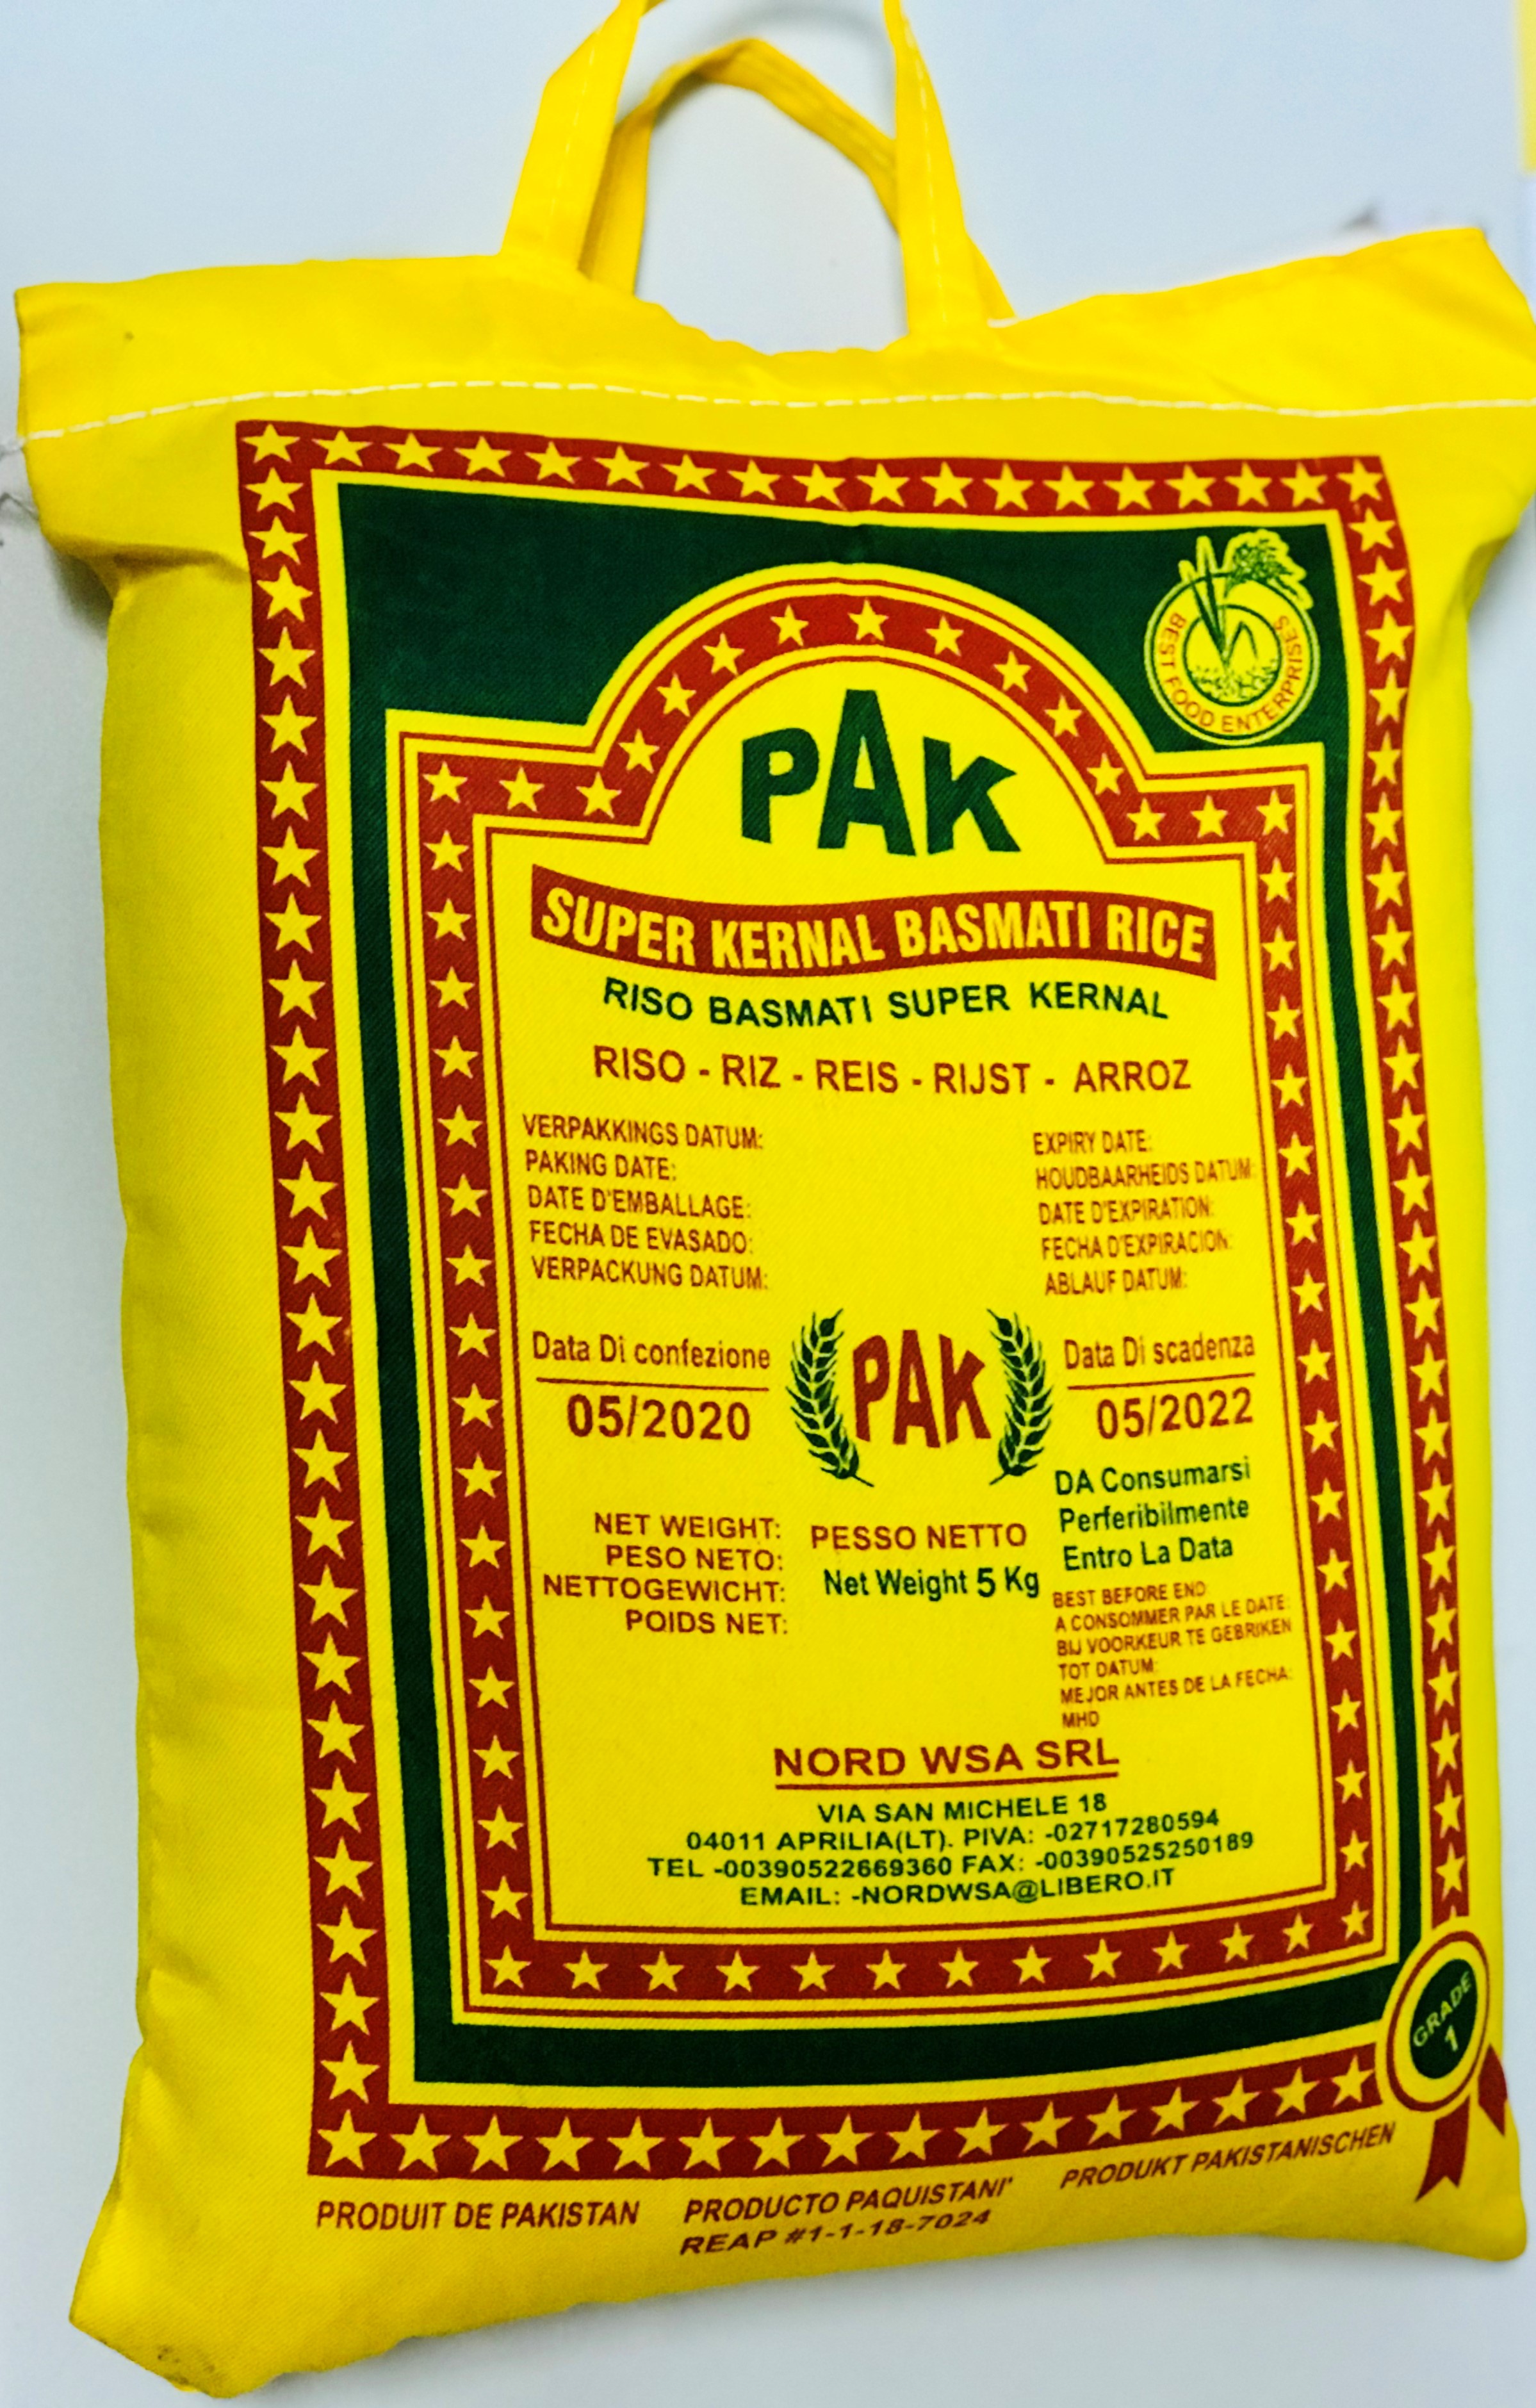 BEST FOOD ENTERPRISES
PAK
SUPER KERNAL BASMATI RICE
RISO BASMATI SUPER KERNAL
RISO - RIZ - REIS - RIJST - ARROZ
VERPAKKINGS DATUM:
PAKING DATE:
DATE D'EMBALLAGE:
FECHA DE EVASADO:
VERPACKUNG DATUM:
EXPIRY DATE:
HOUDBAARHEIDS DATUM:
DATE D'EXPIRATION:
FECHA D'EXPIRACION:
ABLAUF DATUM:
Data Di confezione
05/2020
PAK
Data Di scadenza
05/2022
DA Consumarsi
Perferibilmente
Entro La Data
NET WEIGHT:
PESO NETO:
NETTOGEWICHT:
POIDS NET:
PESSO NETTO
Net Weight 5 Kg
BEST BEFORE END
A CONSOMMER PAR LE DATE:
BIJ VOORKEUR TE GEBRIKEN
TOT DATUM:
MEJOR ANTES DE LA FECHA:
MHD
NORD WSA SRL
VIA SAN MICHELE 18
04011 APRILIA(LT). PIVA: -02717280594
TEL -00390522669360 FAX: -00390525250189
EMAIL: -NORDWSA@LIBERO.IT
GRADE
1
PRODUIT DE PAKISTAN PRODUCTO PAQUISTANI' PRODUKT PAKISTANISCHEN
REAP #1-1-18-7024